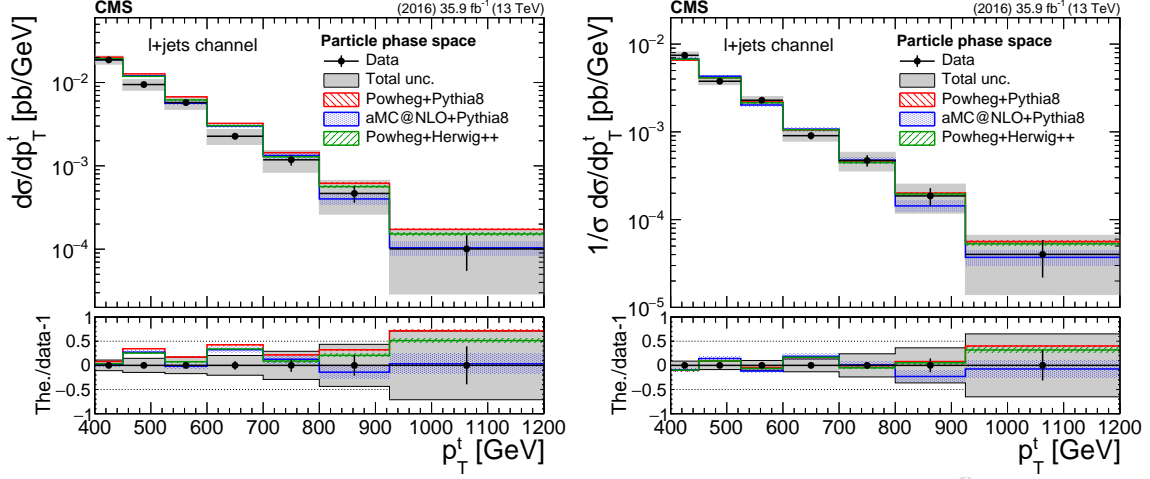 CMS (2016) 35.9 fb⁻¹ (13 TeV)
l+jets channel
Particle phase space
Data
Total unc.
Powheg+Pythia8
aMC@NLO+Pythia8
Powheg+Herwig++
dσ/dp_T^t [pb/GeV]
10⁻²
10⁻³
10⁻⁴
The./data-1
1
0.5
0
−0.5
−1
400 500 600 700 800 900 1000 1100 1200
p_T^t [GeV]
CMS (2016) 35.9 fb⁻¹ (13 TeV)
l+jets channel
Particle phase space
Data
Total unc.
Powheg+Pythia8
aMC@NLO+Pythia8
Powheg+Herwig++
1/σ dσ/dp_T^t [pb/GeV]
10⁻²
10⁻³
10⁻⁴
10⁻⁵
The./data-1
1
0.5
0
−0.5
−1
400 500 600 700 800 900 1000 1100 1200
p_T^t [GeV]